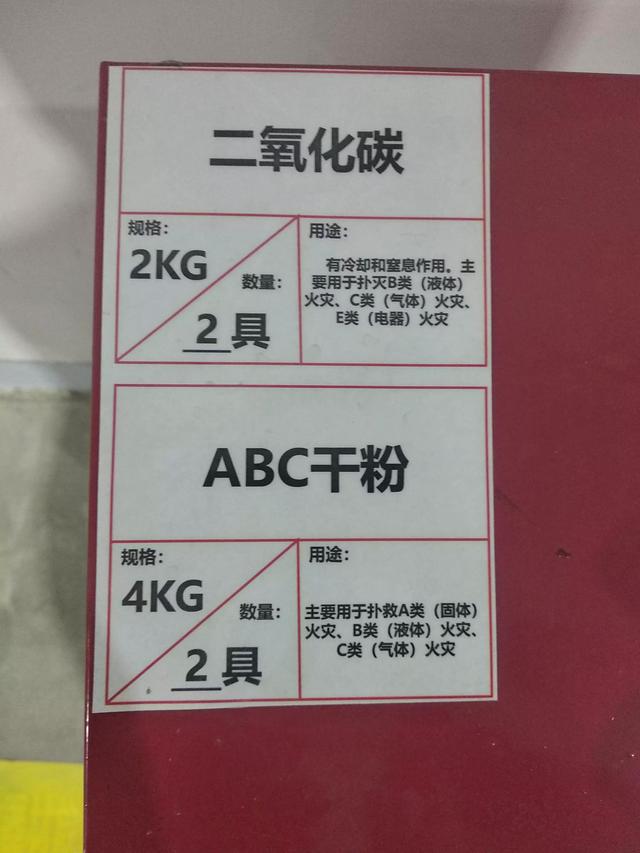 二氧化碳
规格：
2KG
数量：
2 具
用途：
有冷却和窒息作用。主
要用于扑灭B类（液体）
火灾、C类（气体）火灾、
E类（电器）火灾
ABC干粉
规格：
4KG
数量：
2 具
用途：
主要用于扑救A类（固体）
火灾、B类（液体）火灾、
C类（气体）火灾